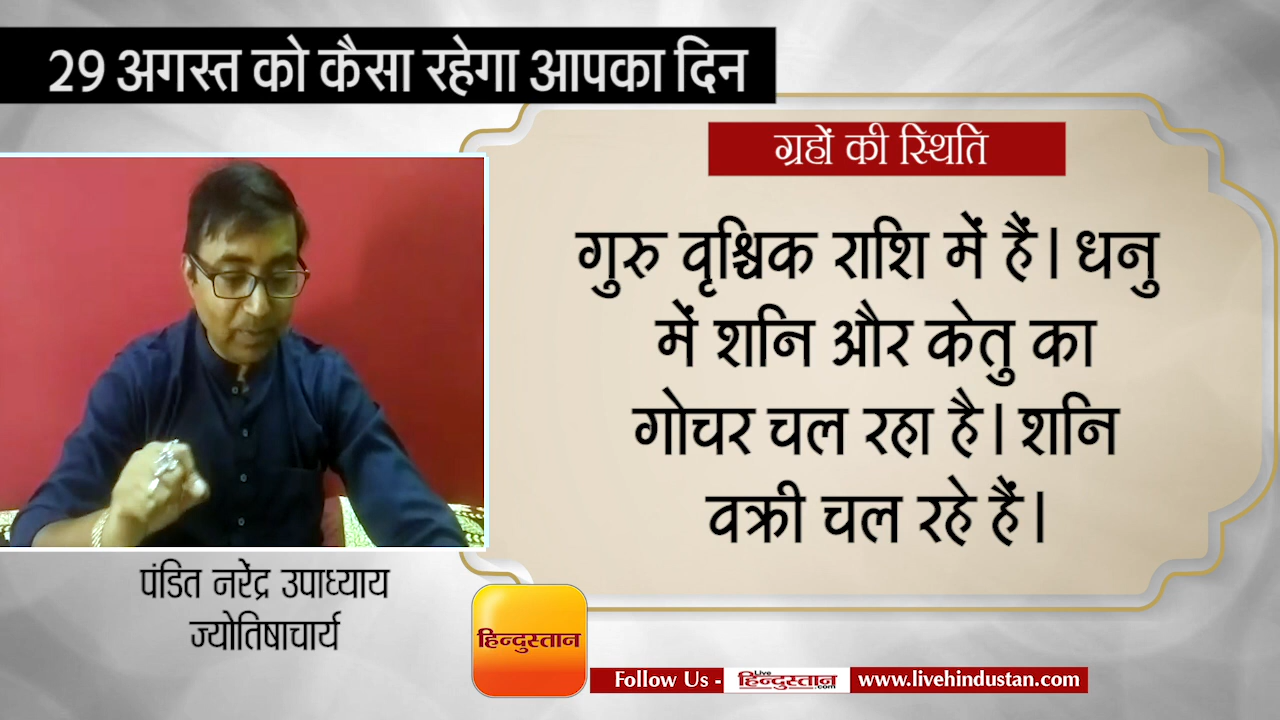 29 अगस्त को कैसा रहेगा आपका दिन
ग्रहों की स्थिति
गुरु वृश्चिक राशि में हैं। धनु
में शनि और केतु का
गोचर चल रहा है। शनि
वक्री चल रहे हैं।
पंडित नरेंद्र उपाध्याय
ज्योतिषाचार्य
हिन्दुस्तान
Follow Us - Live हिन्दुस्तान .com www.livehindustan.com